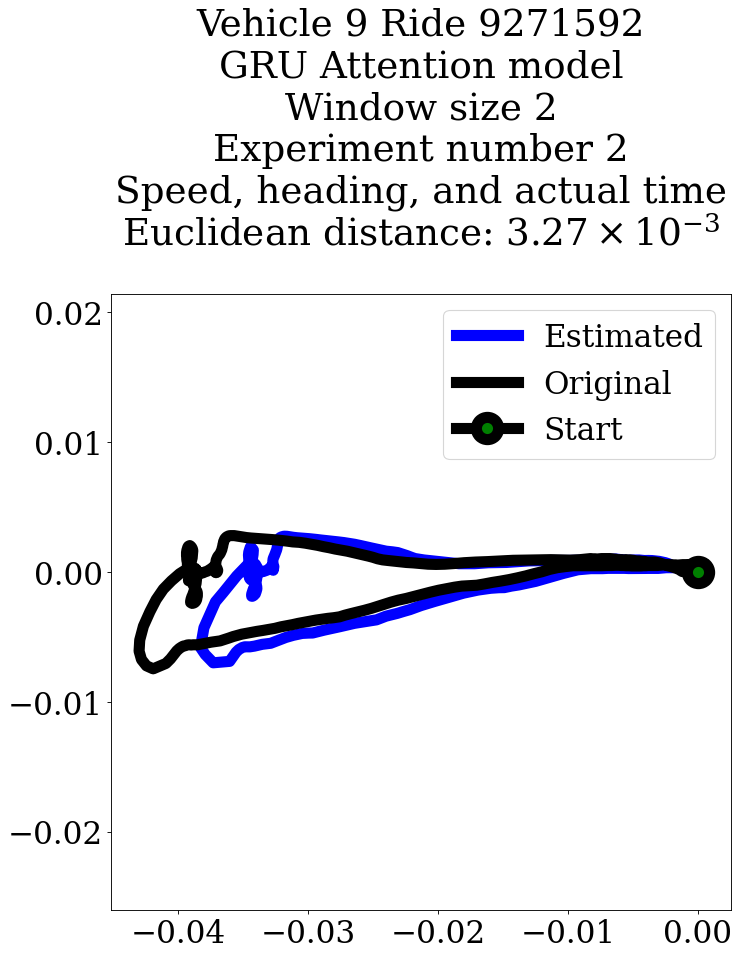 Vehicle 9 Ride 9271592
GRU Attention model
Window size 2
Experiment number 2
Speed, heading, and actual time
Euclidean distance: 3.27 × 10⁻³
Estimated
Original
Start
0.02
0.01
0.00
−0.01
−0.02
−0.04 −0.03 −0.02 −0.01 0.00